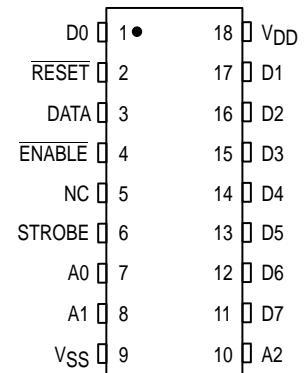 D0 1 18 VDD
RESET 2 17 D1
DATA 3 16 D2
ENABLE 4 15 D3
NC 5 14 D4
STROBE 6 13 D5
A0 7 12 D6
A1 8 11 D7
VSS 9 10 A2